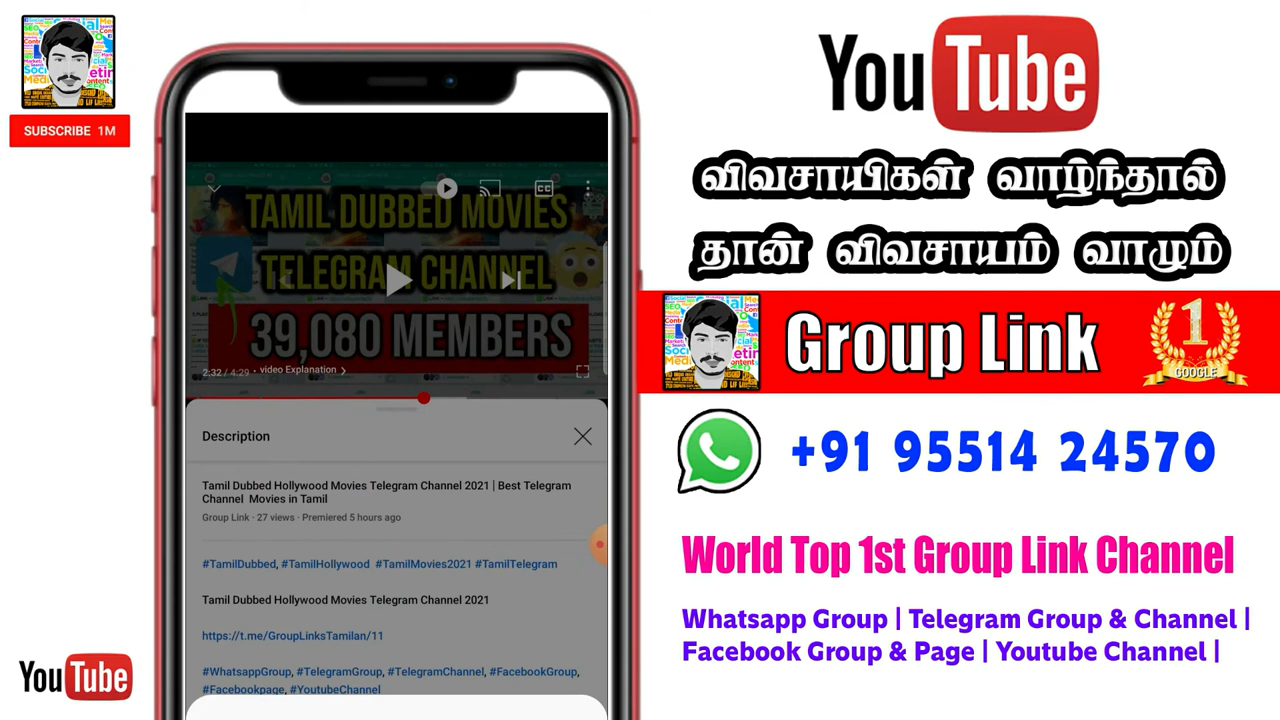 SUBSCRIBE 1M
TAMIL DUBBED MOVIES
TELEGRAM CHANNEL
39,080 MEMBERS
CC
2:32 / 4:29 • video Explanation
Description
Tamil Dubbed Hollywood Movies Telegram Channel 2021 | Best Telegram
Channel Movies in Tamil
Group Link · 27 views · Premiered 5 hours ago
#TamilDubbed, #TamilHollywood #TamilMovies2021 #TamilTelegram
Tamil Dubbed Hollywood Movies Telegram Channel 2021
https://t.me/GroupLinksTamilan/11
#WhatsappGroup, #TelegramGroup, #TelegramChannel, #FacebookGroup,
#Facebookpage, #YoutubeChannel
YouTube
YouTube
விவசாயிகள் வாழ்ந்தால்
தான் விவசாயம் வாழும்
Group Link
1
GOOGLE
+91 95514 24570
World Top 1st Group Link Channel
Whatsapp Group | Telegram Group & Channel |
Facebook Group & Page | Youtube Channel |